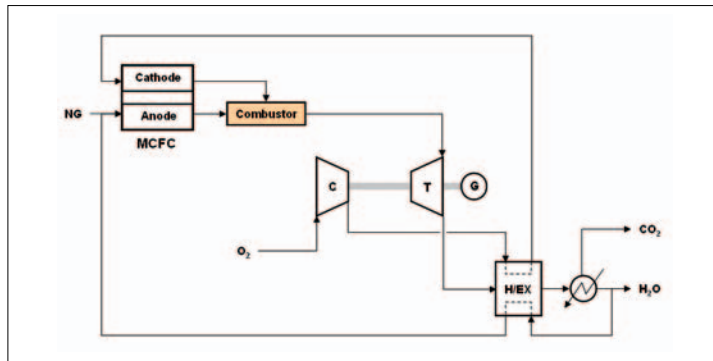 Cathode
NG
Anode
Combustor
MCFC
C
T
G
O₂
CO₂
H/EX
H₂O